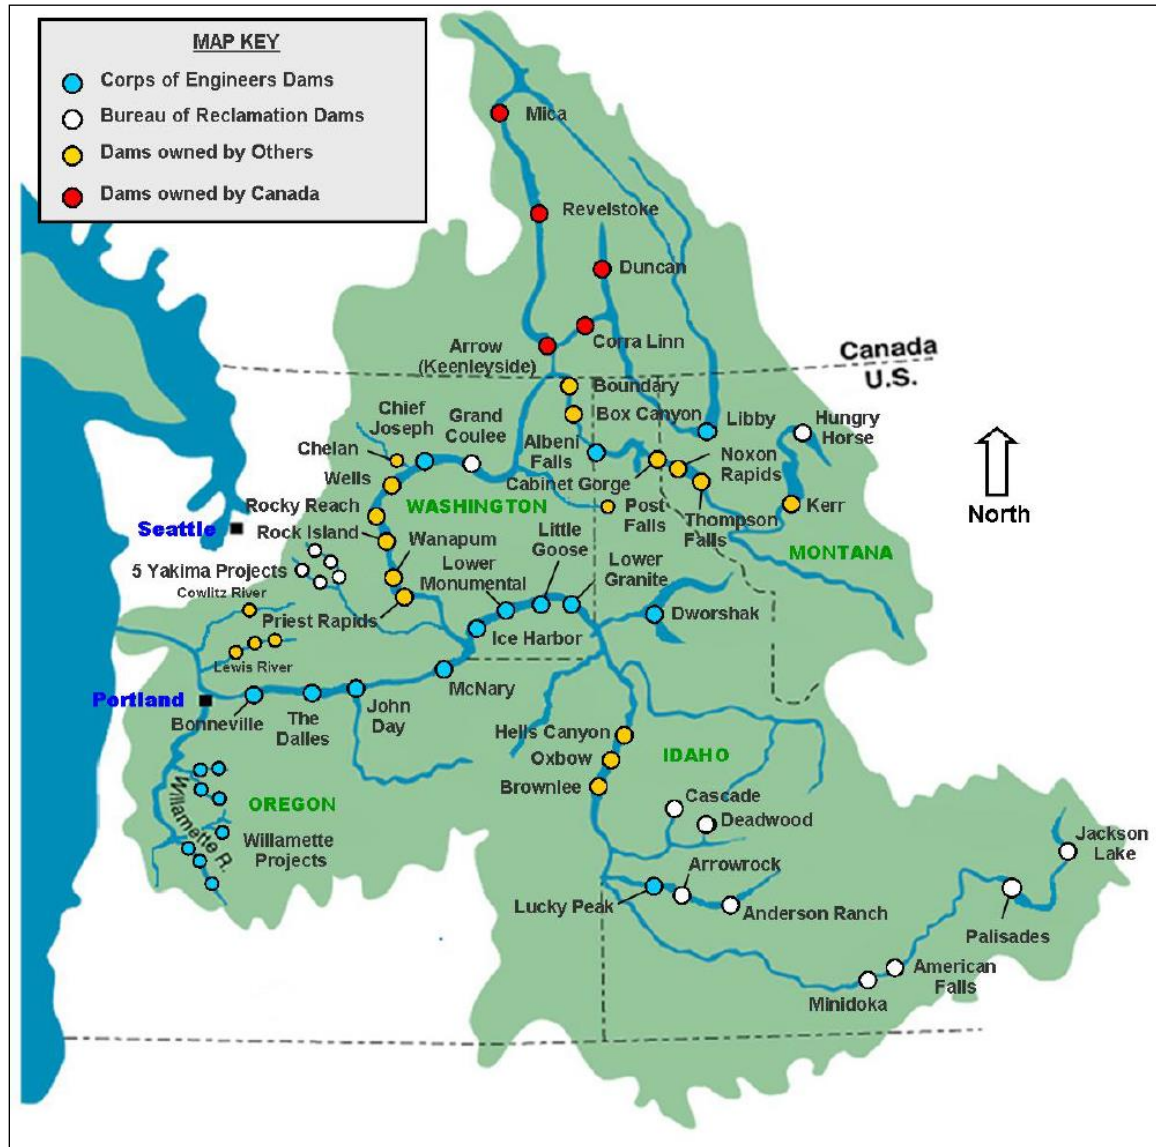 MAP KEY
Corps of Engineers Dams
Bureau of Reclamation Dams
Dams owned by Others
Dams owned by Canada
Mica
Revelstoke
Duncan
Corra Linn
Arrow
(Keenleyside)
Canada
U.S.
Boundary
Box Canyon
Libby
Hungry
Horse
Chief
Joseph
Grand
Coulee
Albeni
Falls
Noxon
Rapids
Cabinet Gorge
Chelan
Wells
Rocky Reach
WASHINGTON
Post
Falls
Thompson
Falls
Kerr
North
Seattle
Rock Island
Wanapum
Little
Goose
Lower
Granite
MONTANA
5 Yakima Projects
Lower
Monumental
Cowlitz River
Priest Rapids
Ice Harbor
Dworshak
Lewis River
McNary
Portland
Bonneville
The
Dalles
John
Day
Hells Canyon
Oxbow
Brownlee
IDAHO
Cascade
Deadwood
OREGON
Willamette R.
Willamette
Projects
Jackson
Lake
Arrowrock
Lucky Peak
Anderson Ranch
Palisades
American
Falls
Minidoka